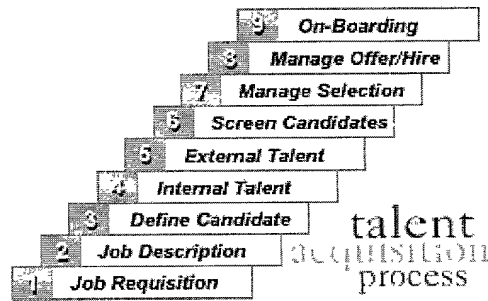 9 On-Boarding
8 Manage Offer/Hire
7 Manage Selection
6 Screen Candidates
5 External Talent
4 Internal Talent
3 Define Candidate
2 Job Description
1 Job Requisition
talent
acquisition
process